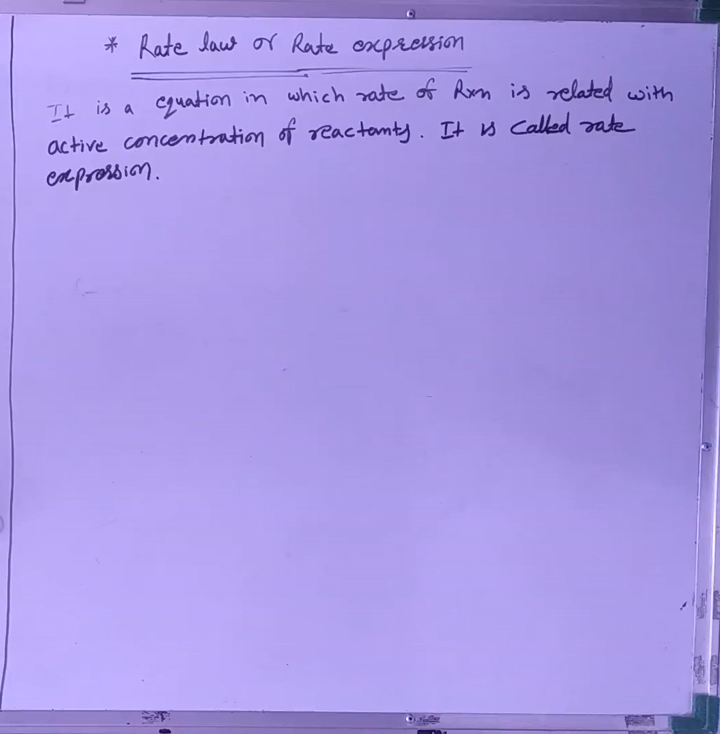 * Rate law or Rate expression
It is a equation in which rate of Rxn is related with
active concentration of reactants. It is called rate
expression.